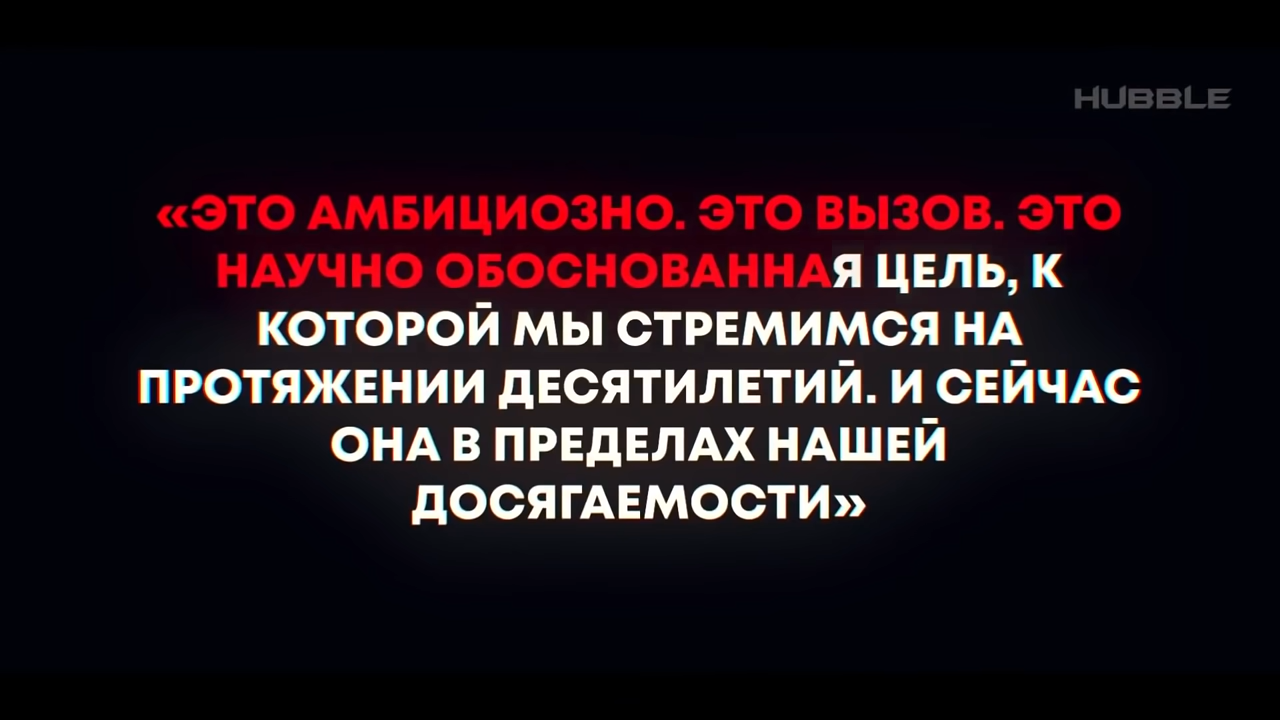 HUBBLE
«ЭТО АМБИЦИОЗНО. ЭТО ВЫЗОВ. ЭТО
НАУЧНО ОБОСНОВАННАЯ ЦЕЛЬ, К
КОТОРОЙ МЫ СТРЕМИМСЯ НА
ПРОТЯЖЕНИИ ДЕСЯТИЛЕТИЙ. И СЕЙЧАС
ОНА В ПРЕДЕЛАХ НАШЕЙ
ДОСЯГАЕМОСТИ»